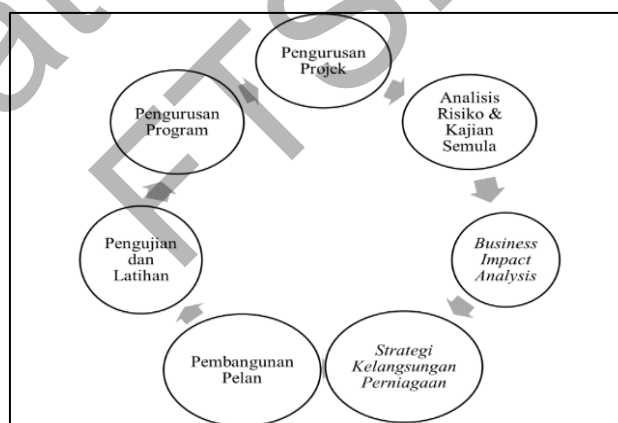 Pengurusan
Projek
Analisis
Risiko &
Kajian
Semula
Business
Impact
Analysis
Strategi
Kelangsungan
Perniagaan
Pembangunan
Pelan
Pengujian
dan
Latihan
Pengurusan
Program